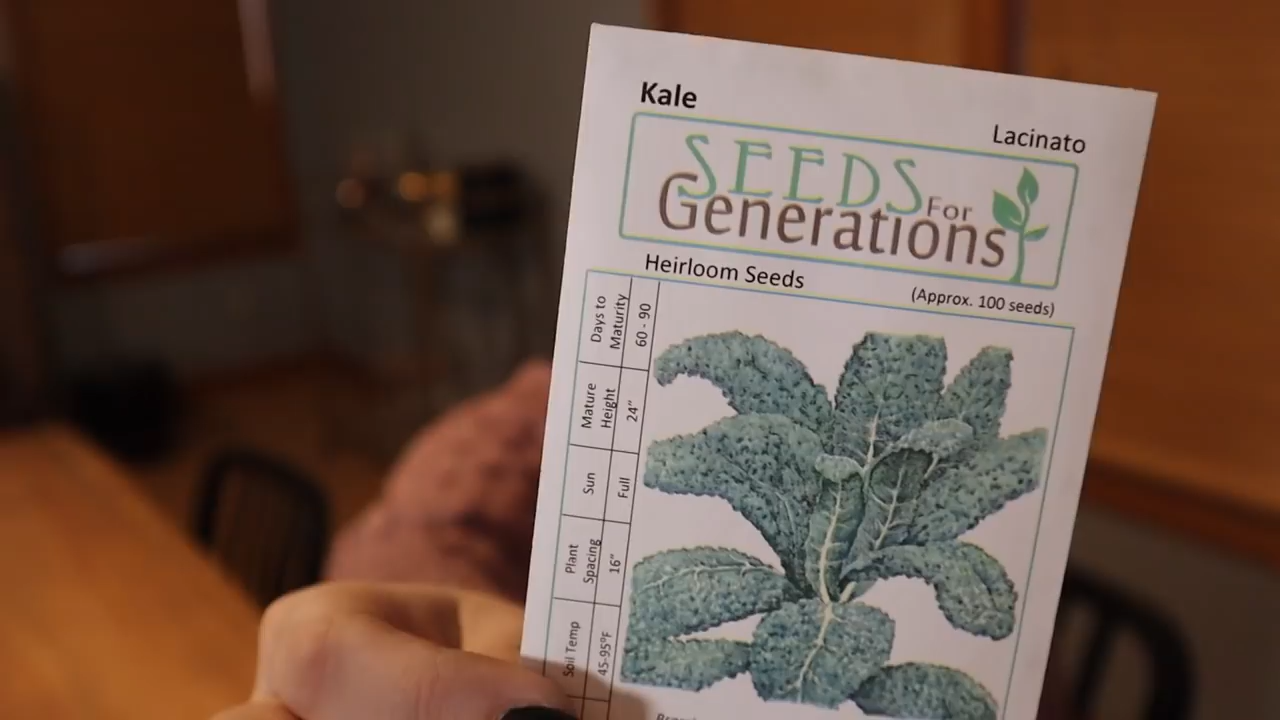 Kale
Lacinato
SEEDS For
Generations
Heirloom Seeds
(Approx. 100 seeds)
Days to
Maturity
60 - 90
Mature
Height
24"
Sun
Full
Plant
Spacing
16"
Soil Temp
45-95°F